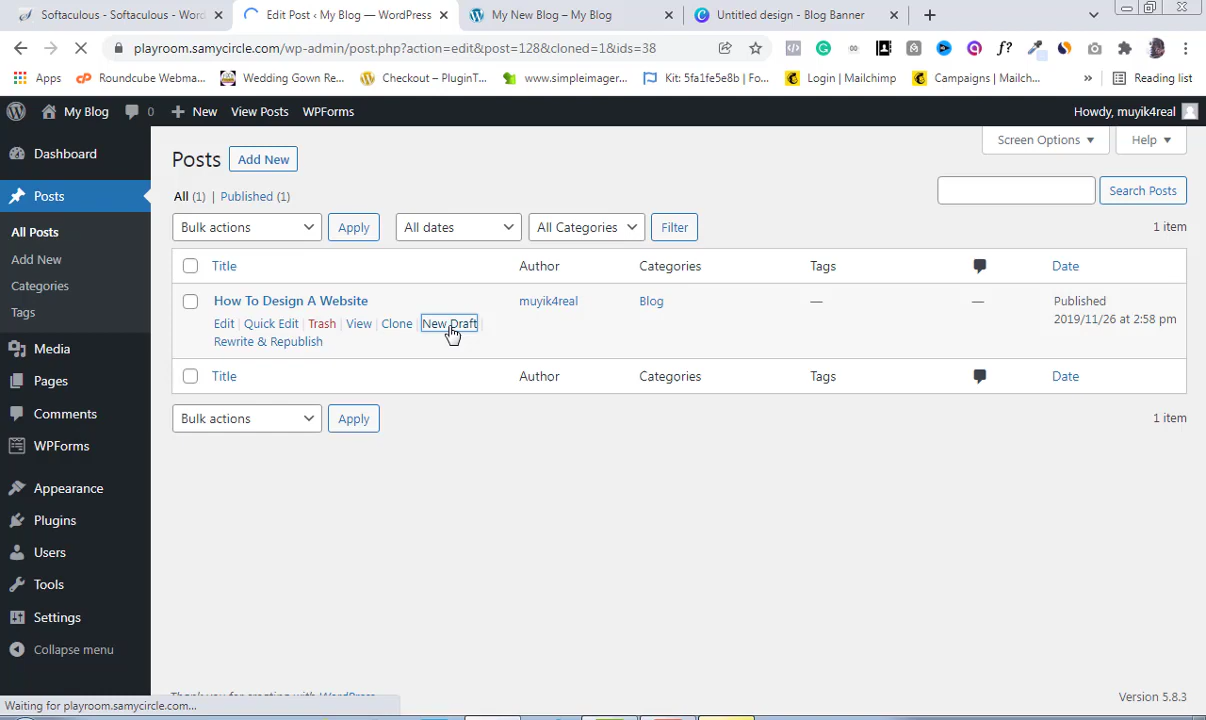 Softaculous - Softaculous - Wor
Edit Post ‹ My Blog — WordPress
My New Blog – My Blog
Untitled design - Blog Banner
playroom.samycircle.com/wp-admin/post.php?action=edit&post=128&cloned=1&ids=38
Apps
Roundcube Webma...
Wedding Gown Re...
Checkout – PluginT...
www.simpleimager...
Kit: 5fa1fe5e8b | Fo...
Login | Mailchimp
Campaigns | Mailch...
»
Reading list
My Blog
0
New
View Posts
WPForms
Howdy, muyik4real
Dashboard
Posts
All Posts
Add New
Categories
Tags
Media
Pages
Comments
WPForms
Appearance
Plugins
Users
Tools
Settings
Collapse menu
Posts
Add New
Screen Options
Help
All (1) | Published (1)
Search Posts
Bulk actions
Apply
All dates
All Categories
Filter
1 item
Title
Author
Categories
Tags
Date
How To Design A Website
muyik4real
Blog
—
—
Published
2019/11/26 at 2:58 pm
Edit | Quick Edit | Trash | View | Clone | New Draft |
Rewrite & Republish
Title
Author
Categories
Tags
Date
Bulk actions
Apply
1 item
Thank you for creating with WordPress.
Version 5.8.3
Waiting for playroom.samycircle.com...